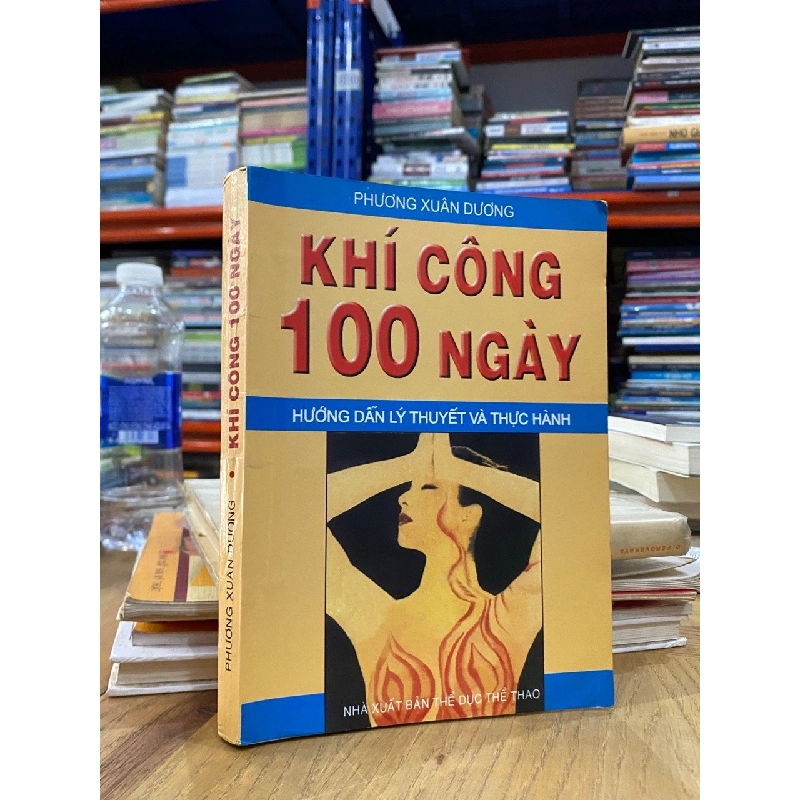 PHƯƠNG XUÂN DƯƠNG
KHÍ CÔNG
100 NGÀY
HƯỚNG DẪN LÝ THUYẾT VÀ THỰC HÀNH
NHÀ XUẤT BẢN THỂ DỤC THỂ THAO
PHƯƠNG XUÂN DƯƠNG • KHÍ CÔNG 100 NGÀY
NHO G